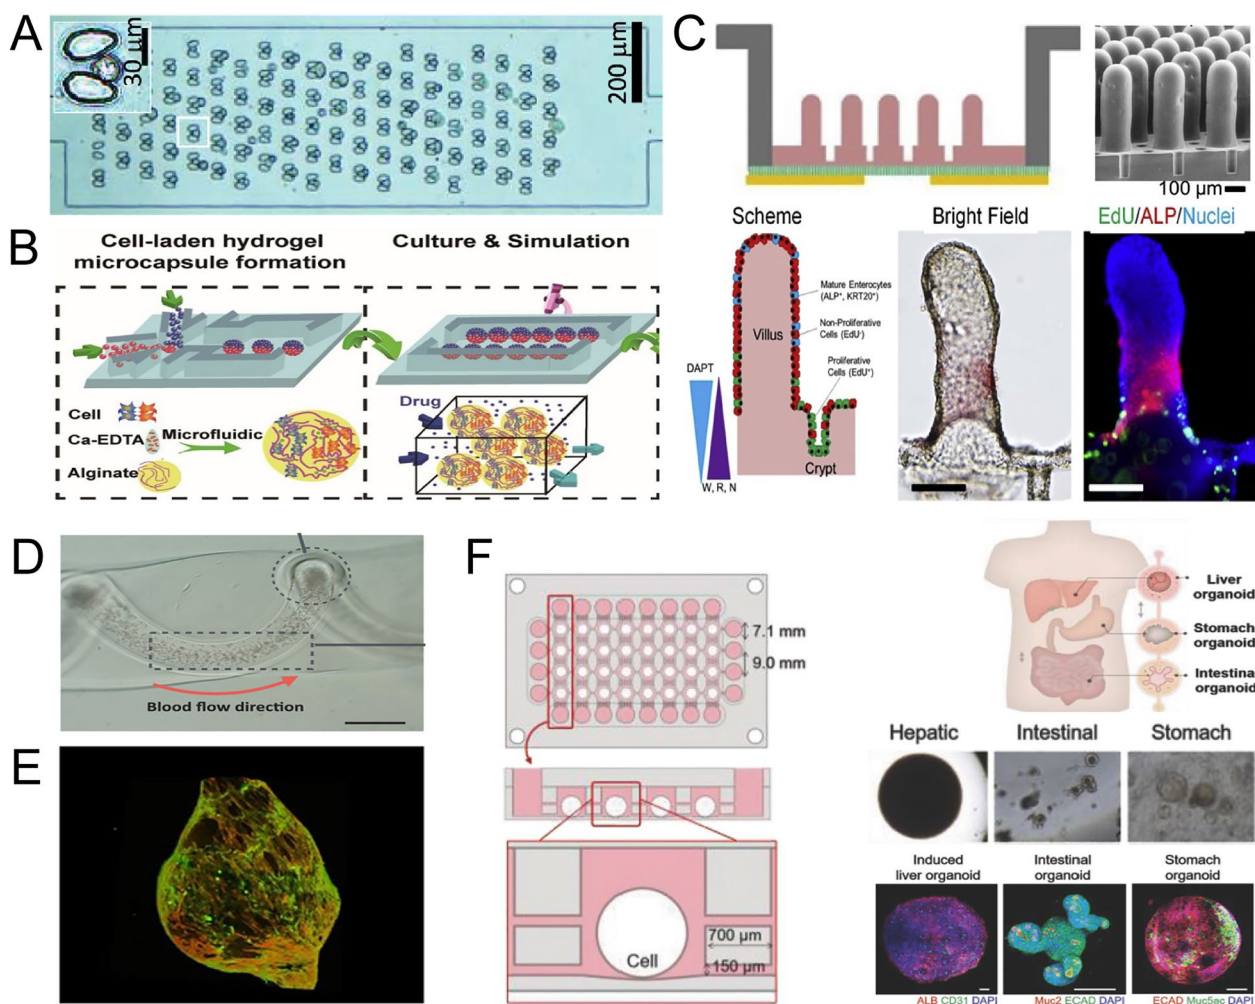 A
30 µm
200 µm
B
Cell-laden hydrogel
microcapsule formation
Culture & Simulation
Cell
Ca-EDTA
Alginate
Microfluidic
Drug
C
100 µm
Scheme
Bright Field
EdU/ALP/Nuclei
Villus
Mature Enterocytes
(ALP⁺, KRT20⁺)
Non-Proliferative
Cells (EdU⁻)
Proliferative
Cells (EdU⁺)
DAPT
W, R, N
Crypt
D
Blood flow direction
E
F
7.1 mm
9.0 mm
Cell
700 µm
150 µm
Liver
organoid
Stomach
organoid
Intestinal
organoid
Hepatic
Intestinal
Stomach
Induced
liver organoid
Intestinal
organoid
Stomach
organoid
ALB CD31 DAPI
Muc2 ECAD DAPI
ECAD Muc5ac DAPI